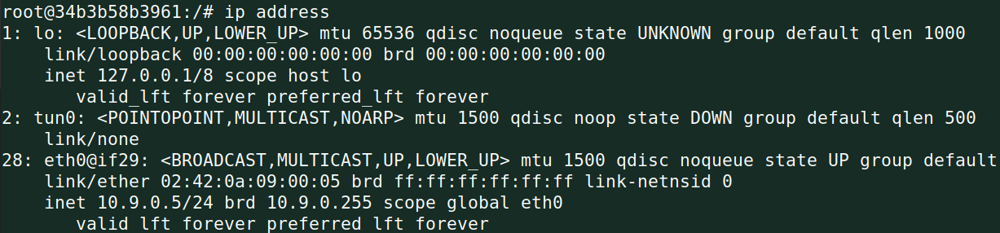 root@34b3b58b3961:/# ip address
1: lo: <LOOPBACK,UP,LOWER_UP> mtu 65536 qdisc noqueue state UNKNOWN group default qlen 1000
    link/loopback 00:00:00:00:00:00 brd 00:00:00:00:00:00
    inet 127.0.0.1/8 scope host lo
       valid_lft forever preferred_lft forever
2: tun0: <POINTOPOINT,MULTICAST,NOARP> mtu 1500 qdisc noop state DOWN group default qlen 500
    link/none
28: eth0@if29: <BROADCAST,MULTICAST,UP,LOWER_UP> mtu 1500 qdisc noqueue state UP group default
    link/ether 02:42:0a:09:00:05 brd ff:ff:ff:ff:ff:ff link-netnsid 0
    inet 10.9.0.5/24 brd 10.9.0.255 scope global eth0
       valid_lft forever preferred_lft forever